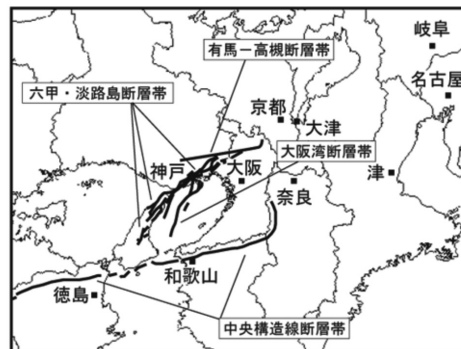 有馬－高槻断層帯
岐阜
六甲・淡路島断層帯
名古屋
京都
大津
大阪湾断層帯
神戸
大阪
奈良
津
和歌山
徳島
中央構造線断層帯